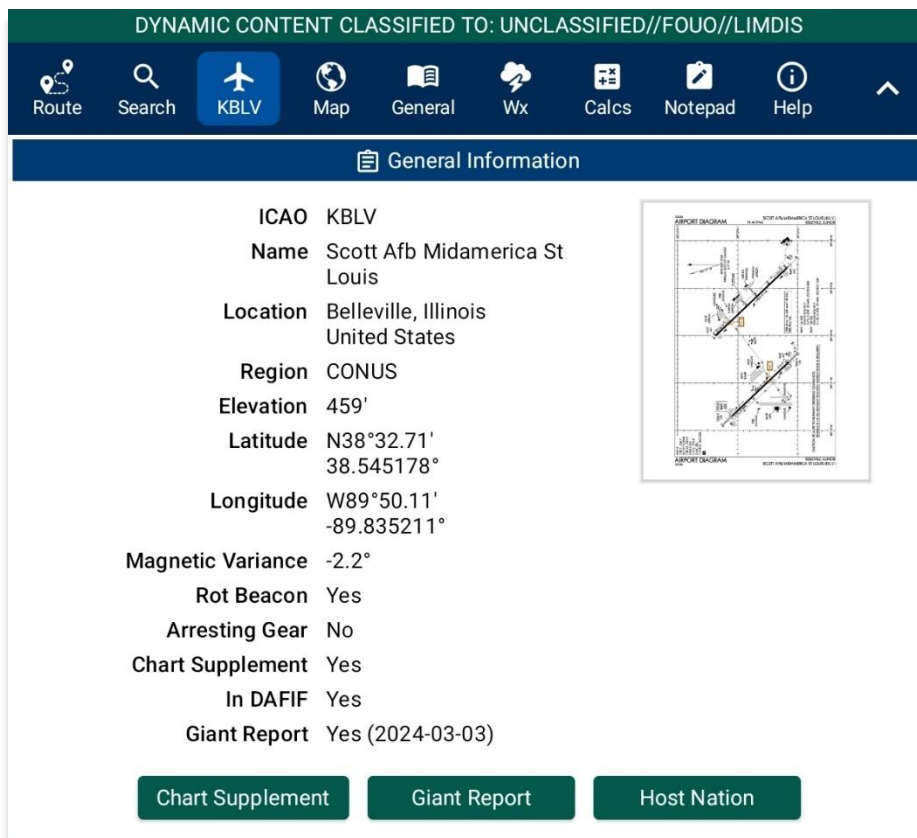 DYNAMIC CONTENT CLASSIFIED TO: UNCLASSIFIED//FOUO//LIMDIS
Route Search KBLV Map General Wx Calcs Notepad Help
General Information
ICAO KBLV
Name Scott Afb Midamerica St
Louis
Location Belleville, Illinois
United States
Region CONUS
Elevation 459'
Latitude N38°32.71'
38.545178°
Longitude W89°50.11'
-89.835211°
Magnetic Variance -2.2°
Rot Beacon Yes
Arresting Gear No
Chart Supplement Yes
In DAFIF Yes
Giant Report Yes (2024-03-03)
AIRPORT DIAGRAM
AIRPORT DIAGRAM
Chart Supplement Giant Report Host Nation